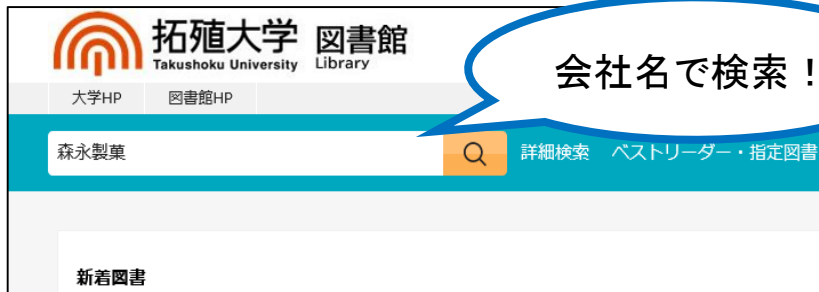 拓殖大学 図書館
Takushoku University Library
会社名で検索！
大学HP 図書館HP
森永製菓
詳細検索 ベストリーダー・指定図書
新着図書